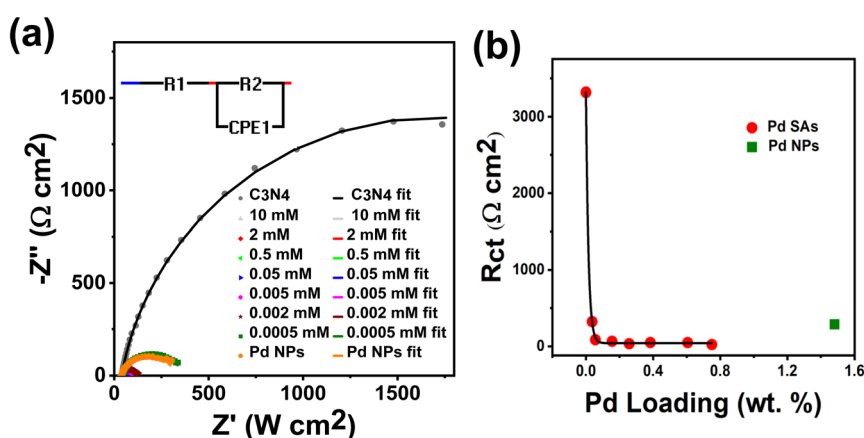 (a)
1500
1000
500
0
0 500 1000 1500
-Z'' (Ω cm2)
Z' (W cm2)
R1 R2
CPE1
C3N4 C3N4 fit
10 mM 10 mM fit
2 mM 2 mM fit
0.5 mM 0.5 mM fit
0.05 mM 0.05 mM fit
0.005 mM 0.005 mM fit
0.002 mM 0.002 mM fit
0.0005 mM 0.0005 mM fit
Pd NPs Pd NPs fit
(b)
3000
2000
1000
0
0.0 0.4 0.8 1.2 1.6
Rct (Ω cm2)
Pd Loading (wt. %)
Pd SAs
Pd NPs